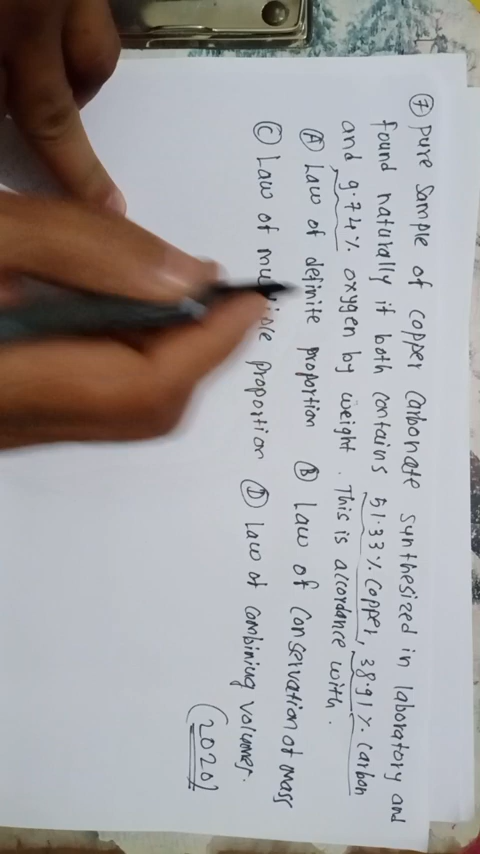 ⑦ Pure Sample of copper carbonate synthesized in laboratory and
found naturally if both contains 51.33% copper, 38.91% carbon
and 9.74% oxygen by weight. This is accordance with.
Ⓐ Law of definite proportion Ⓑ Law of Conservation of mass
Ⓒ Law of proportion Ⓓ Law of combining volumes.
(2020)